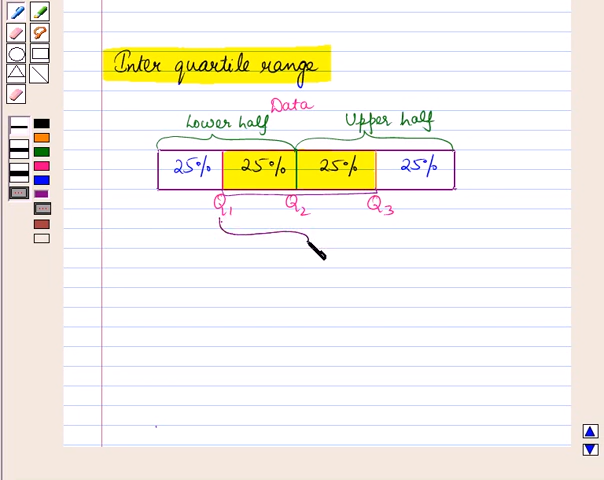 Inter quartile range
Data
Lower half Upper half
25% 25% 25% 25%
Q1 Q2 Q3